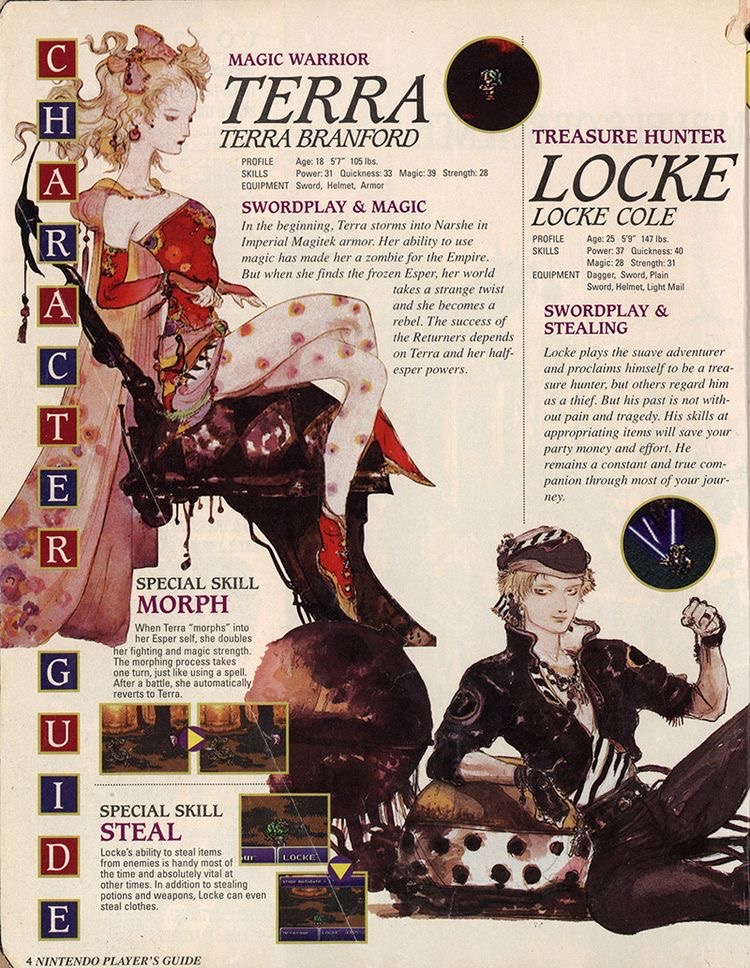 CHARACTER GUIDE
MAGIC WARRIOR
TERRA
TERRA BRANFORD
PROFILE Age: 18 5'7" 105 lbs.
SKILLS Power: 31 Quickness: 33 Magic: 39 Strength: 28
EQUIPMENT Sword, Helmet, Armor
SWORDPLAY & MAGIC
In the beginning, Terra storms into Narshe in
Imperial Magitek armor. Her ability to use
magic has made her a zombie for the Empire.
But when she finds the frozen Esper, her world
takes a strange twist
and she becomes a
rebel. The success of
the Returners depends
on Terra and her half-
esper powers.
TREASURE HUNTER
LOCKE
LOCKE COLE
PROFILE Age: 25 5'9" 147 lbs.
SKILLS Power: 37 Quickness: 40
Magic: 28 Strength: 31
EQUIPMENT Dagger, Sword, Plain
Sword, Helmet, Light Mail
SWORDPLAY &
STEALING
Locke plays the suave adventurer
and proclaims himself to be a trea-
sure hunter, but others regard him
as a thief. But his past is not with-
out pain and tragedy. His skills at
appropriating items will save your
party money and effort. He
remains a constant and true com-
panion through most of your jour-
ney.
SPECIAL SKILL
MORPH
When Terra "morphs" into
her Esper self, she doubles
her fighting and magic strength.
The morphing process takes
one turn, just like using a spell.
After a battle, she automatically
reverts to Terra.
SPECIAL SKILL
STEAL
Locke's ability to steal items
from enemies is handy most of
the time and absolutely vital at
other times. In addition to stealing
potions and weapons, Locke can even
steal clothes.
LOCKE
4 NINTENDO PLAYER'S GUIDE